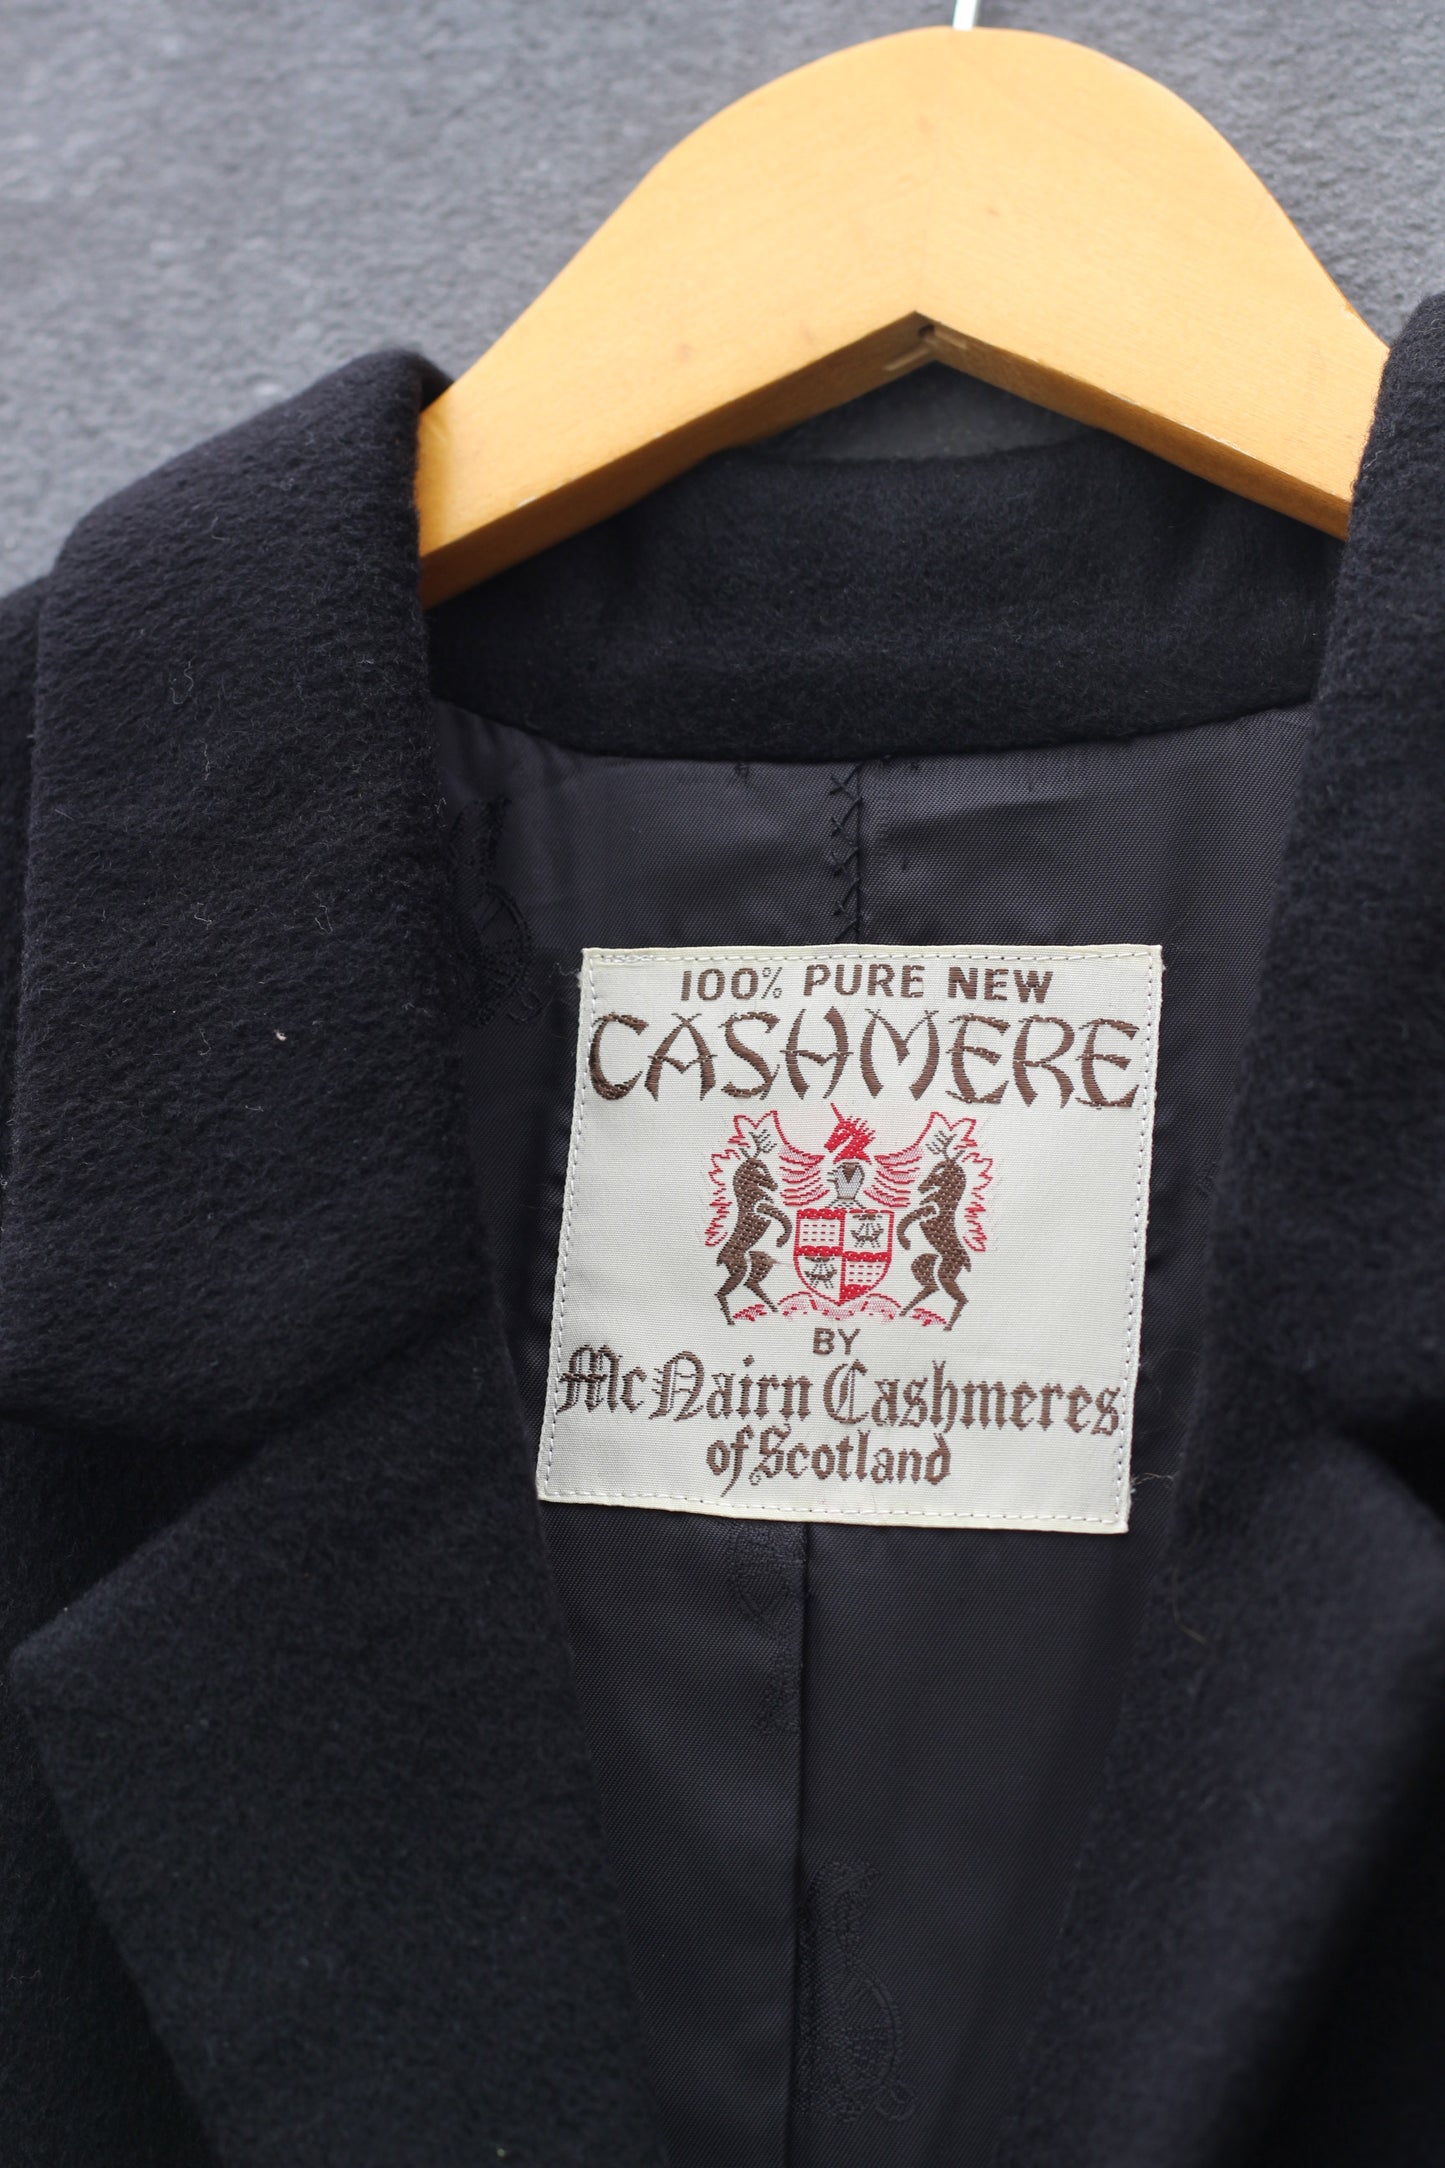 100% PURE NEW
CASHMERE
BY
McNairn Cashmeres
of Scotland